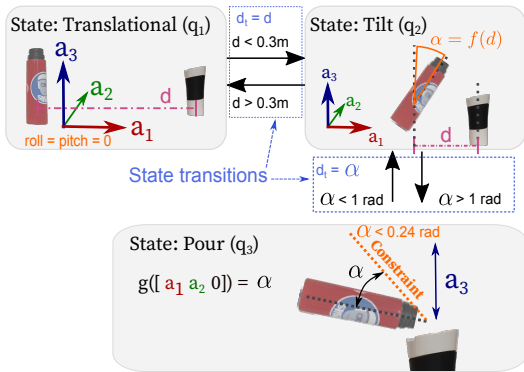 State: Translational (q₁)
a₃
a₂
d
a₁
roll = pitch = 0
dₜ = d
d < 0.3m
d > 0.3m
State transitions
State: Tilt (q₂)
α = f(d)
a₃
a₂
a₁
d
dₜ = α
α < 1 rad
α > 1 rad
State: Pour (q₃)
g([ a₁ a₂ 0]) = α
α < 0.24 rad
Constraint
α
a₃